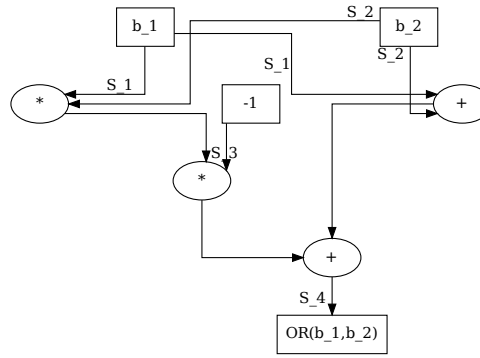 b_1
S_2
b_2
S_2
S_1
S_1
*
-1
+
S_3
*
+
S_4
OR(b_1,b_2)